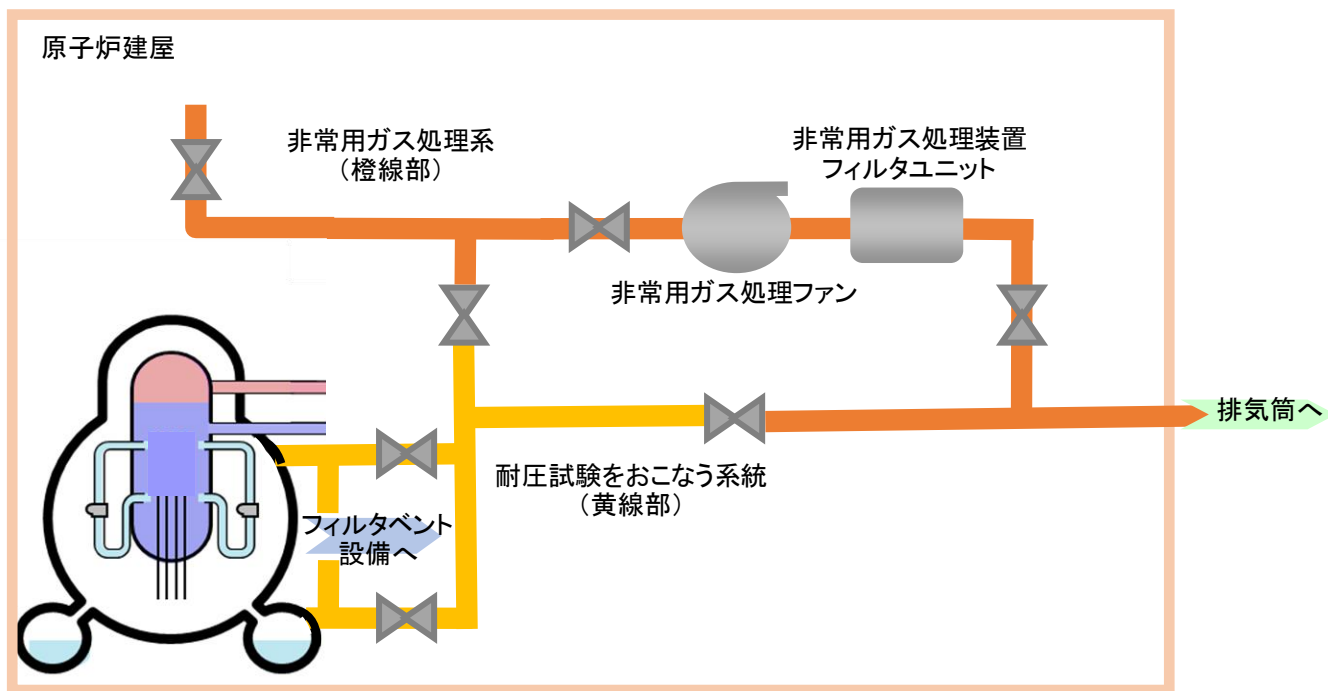 原子炉建屋
非常用ガス処理系
（橙線部）
非常用ガス処理装置
フィルタユニット
非常用ガス処理ファン
排気筒へ
耐圧試験をおこなう系統
（黄線部）
フィルタベント
設備へ